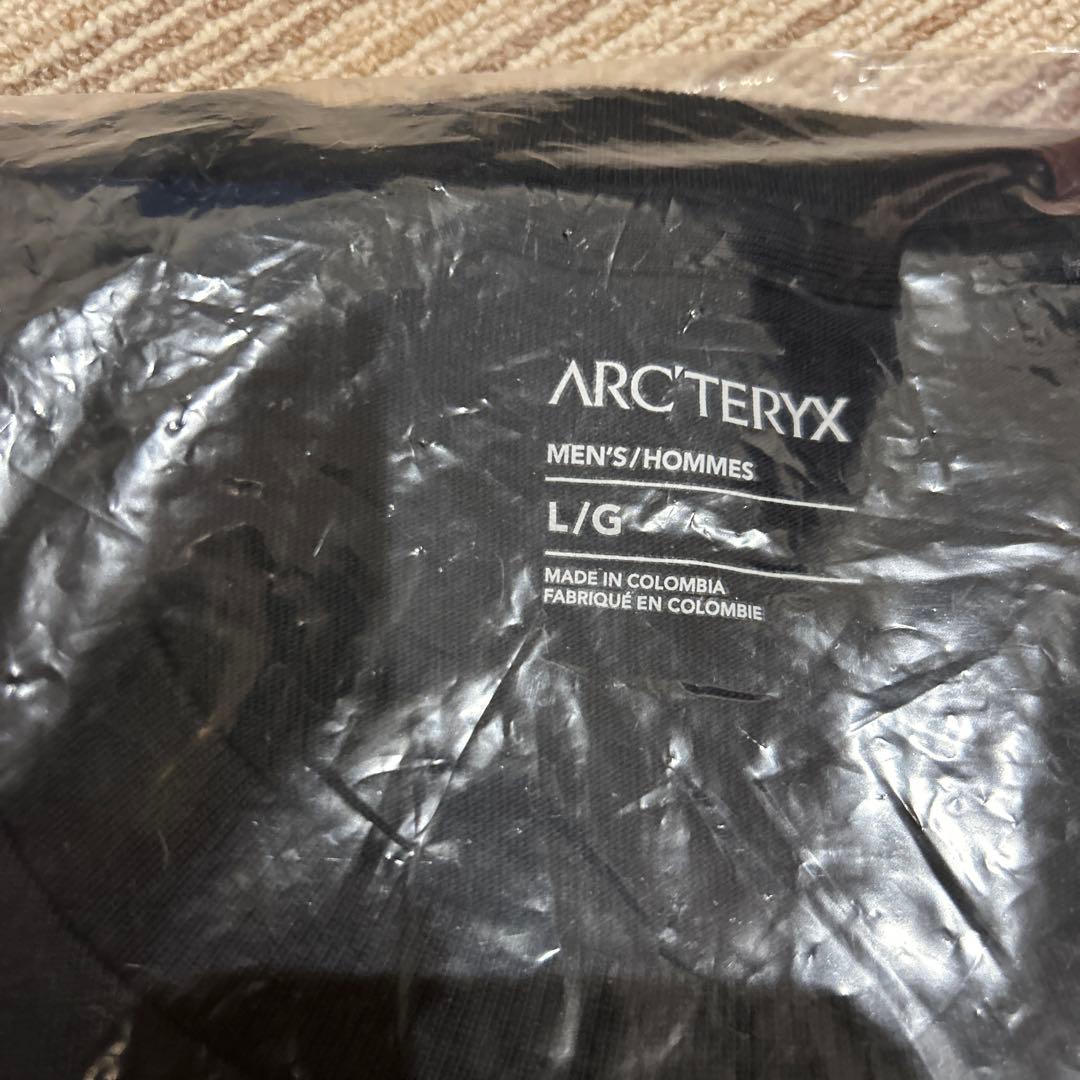 ARC'TERYX
MEN'S/HOMMES
L/G
MADE IN COLOMBIA
FABRIQUÉ EN COLOMBIE